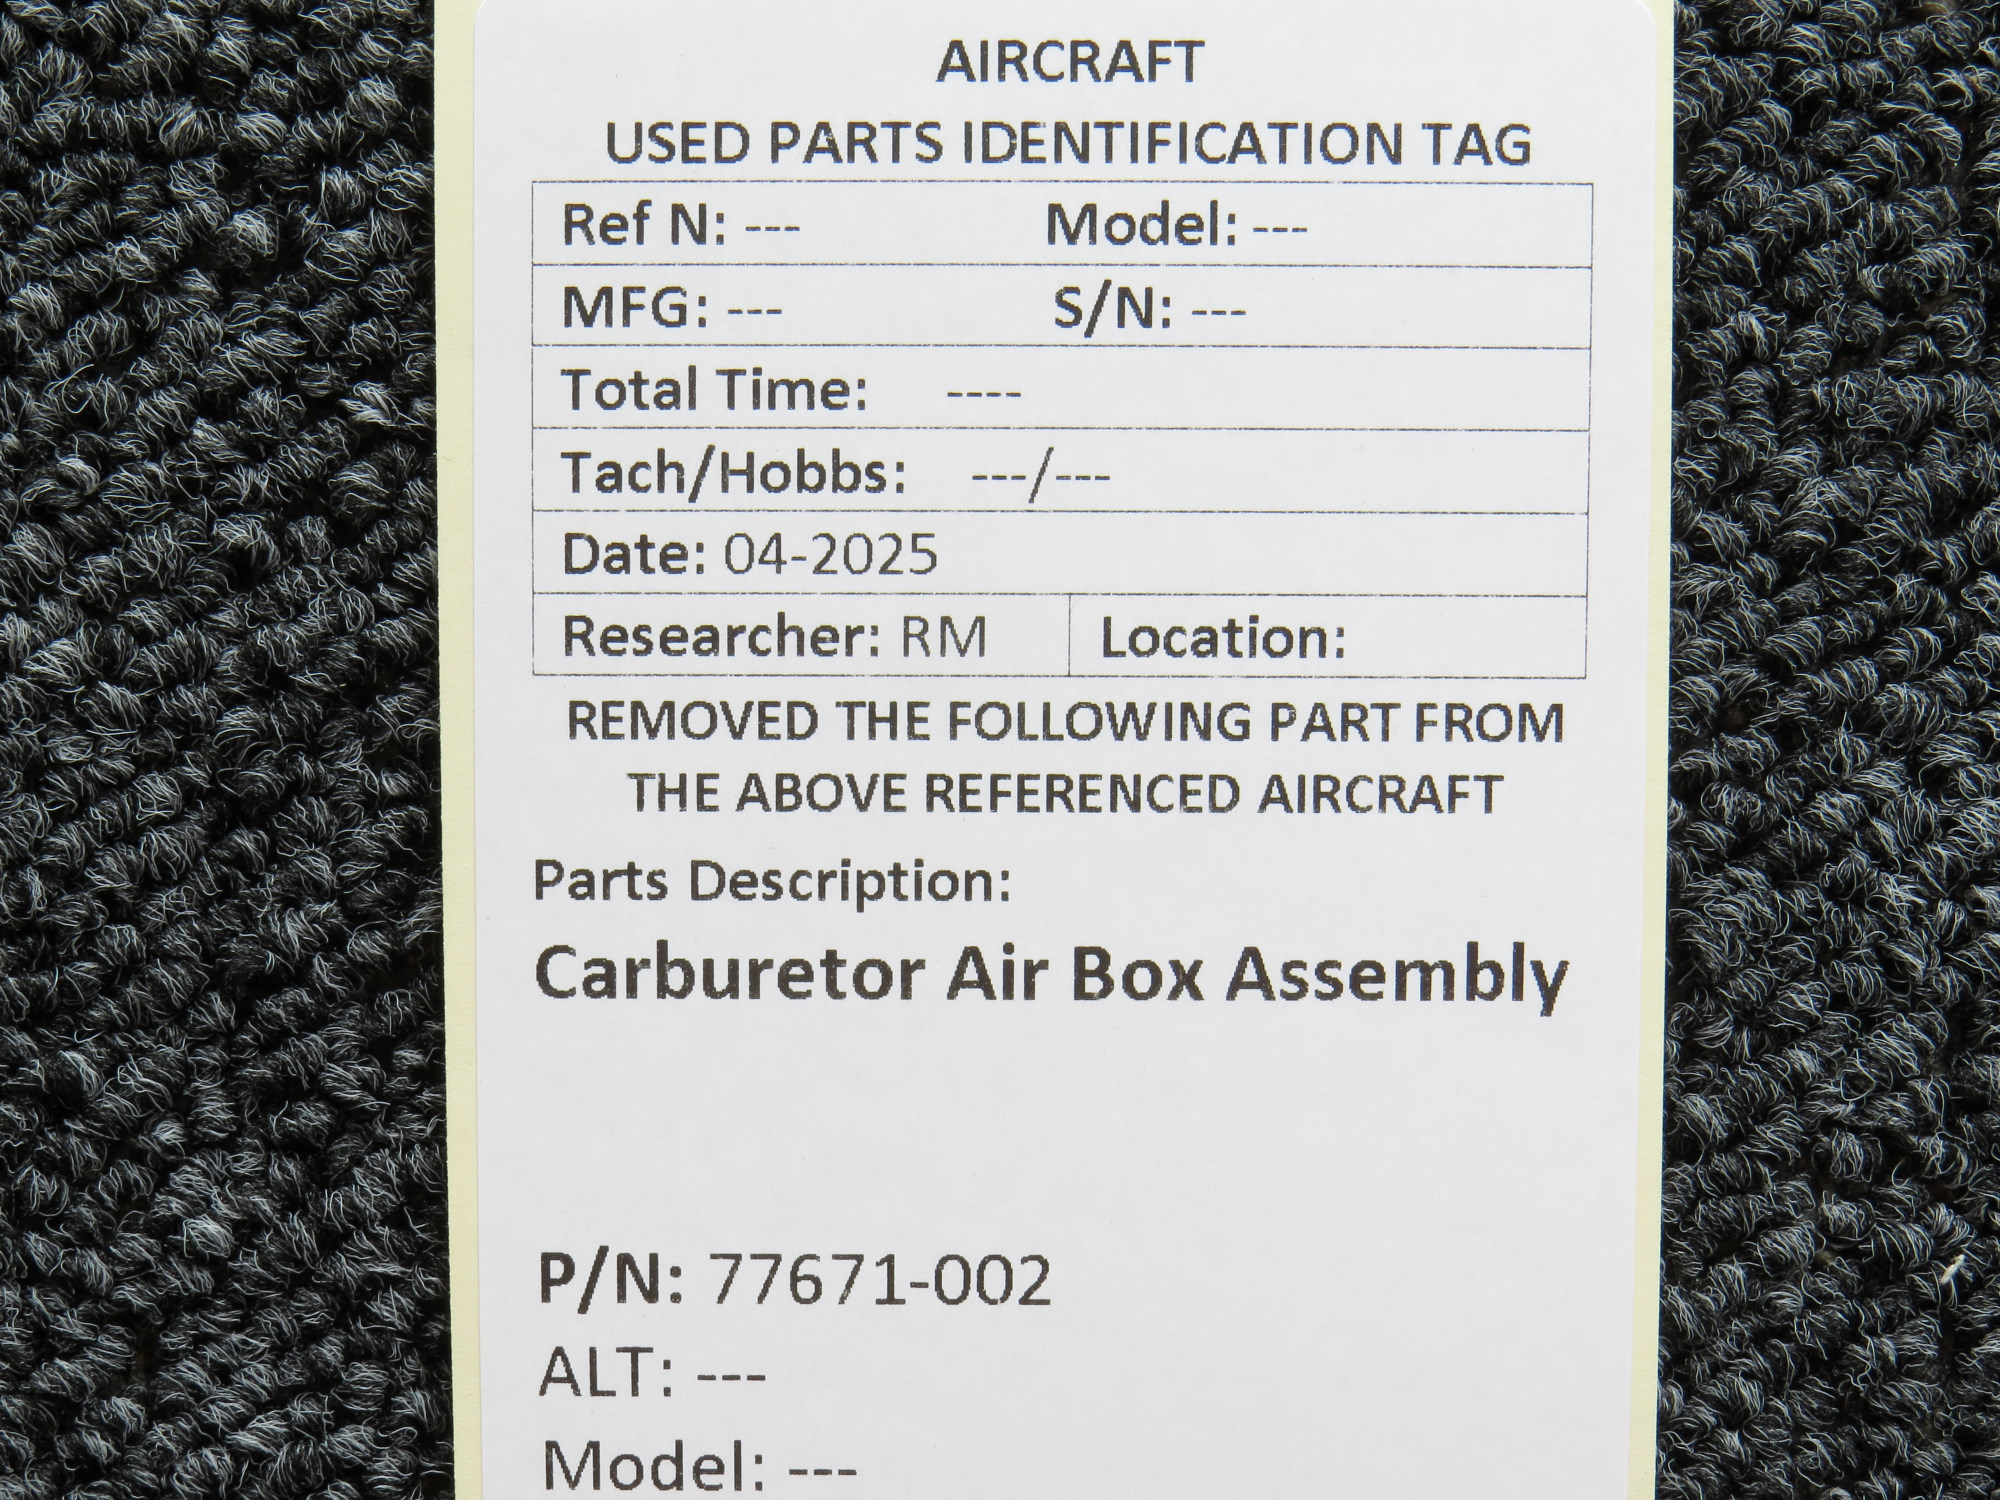 AIRCRAFT
USED PARTS IDENTIFICATION TAG
Ref N: --- Model: ---
MFG: --- S/N: ---
Total Time: ----
Tach/Hobbs: ---/---
Date: 04-2025
Researcher: RM Location:
REMOVED THE FOLLOWING PART FROM
THE ABOVE REFERENCED AIRCRAFT
Parts Description:
Carburetor Air Box Assembly
P/N: 77671-002
ALT: ---
Model: ---